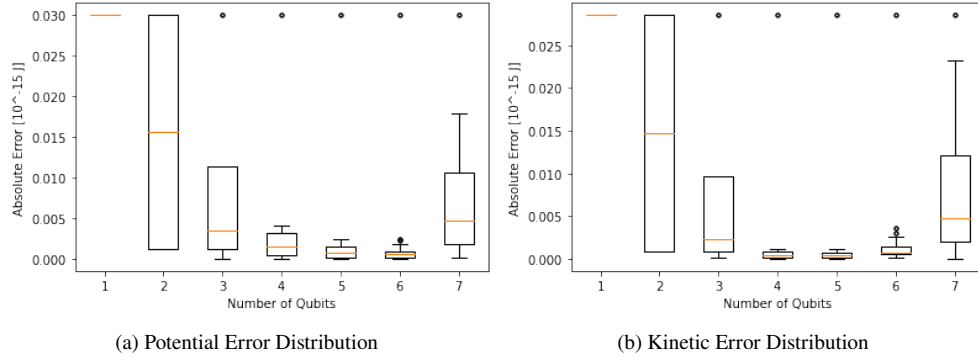 0.030
0.025
0.020
0.015
0.010
0.005
0.000
Absolute Error [10^-15 J]
1 2 3 4 5 6 7
Number of Qubits
(a) Potential Error Distribution
0.025
0.020
0.015
0.010
0.005
0.000
Absolute Error [10^-15 J]
1 2 3 4 5 6 7
Number of Qubits
(b) Kinetic Error Distribution